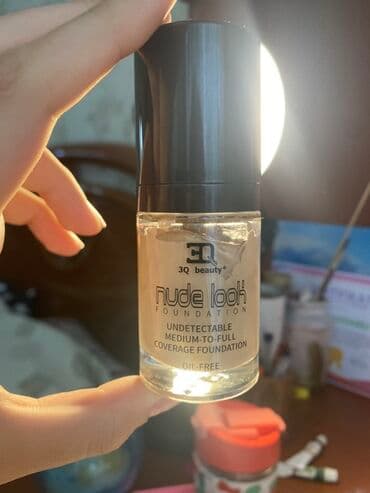 3Q
3Q beauty
nude look
FOUNDATION
UNDETECTABLE
MEDIUM-TO-FULL
COVERAGE FOUNDATION
OIL-FREE